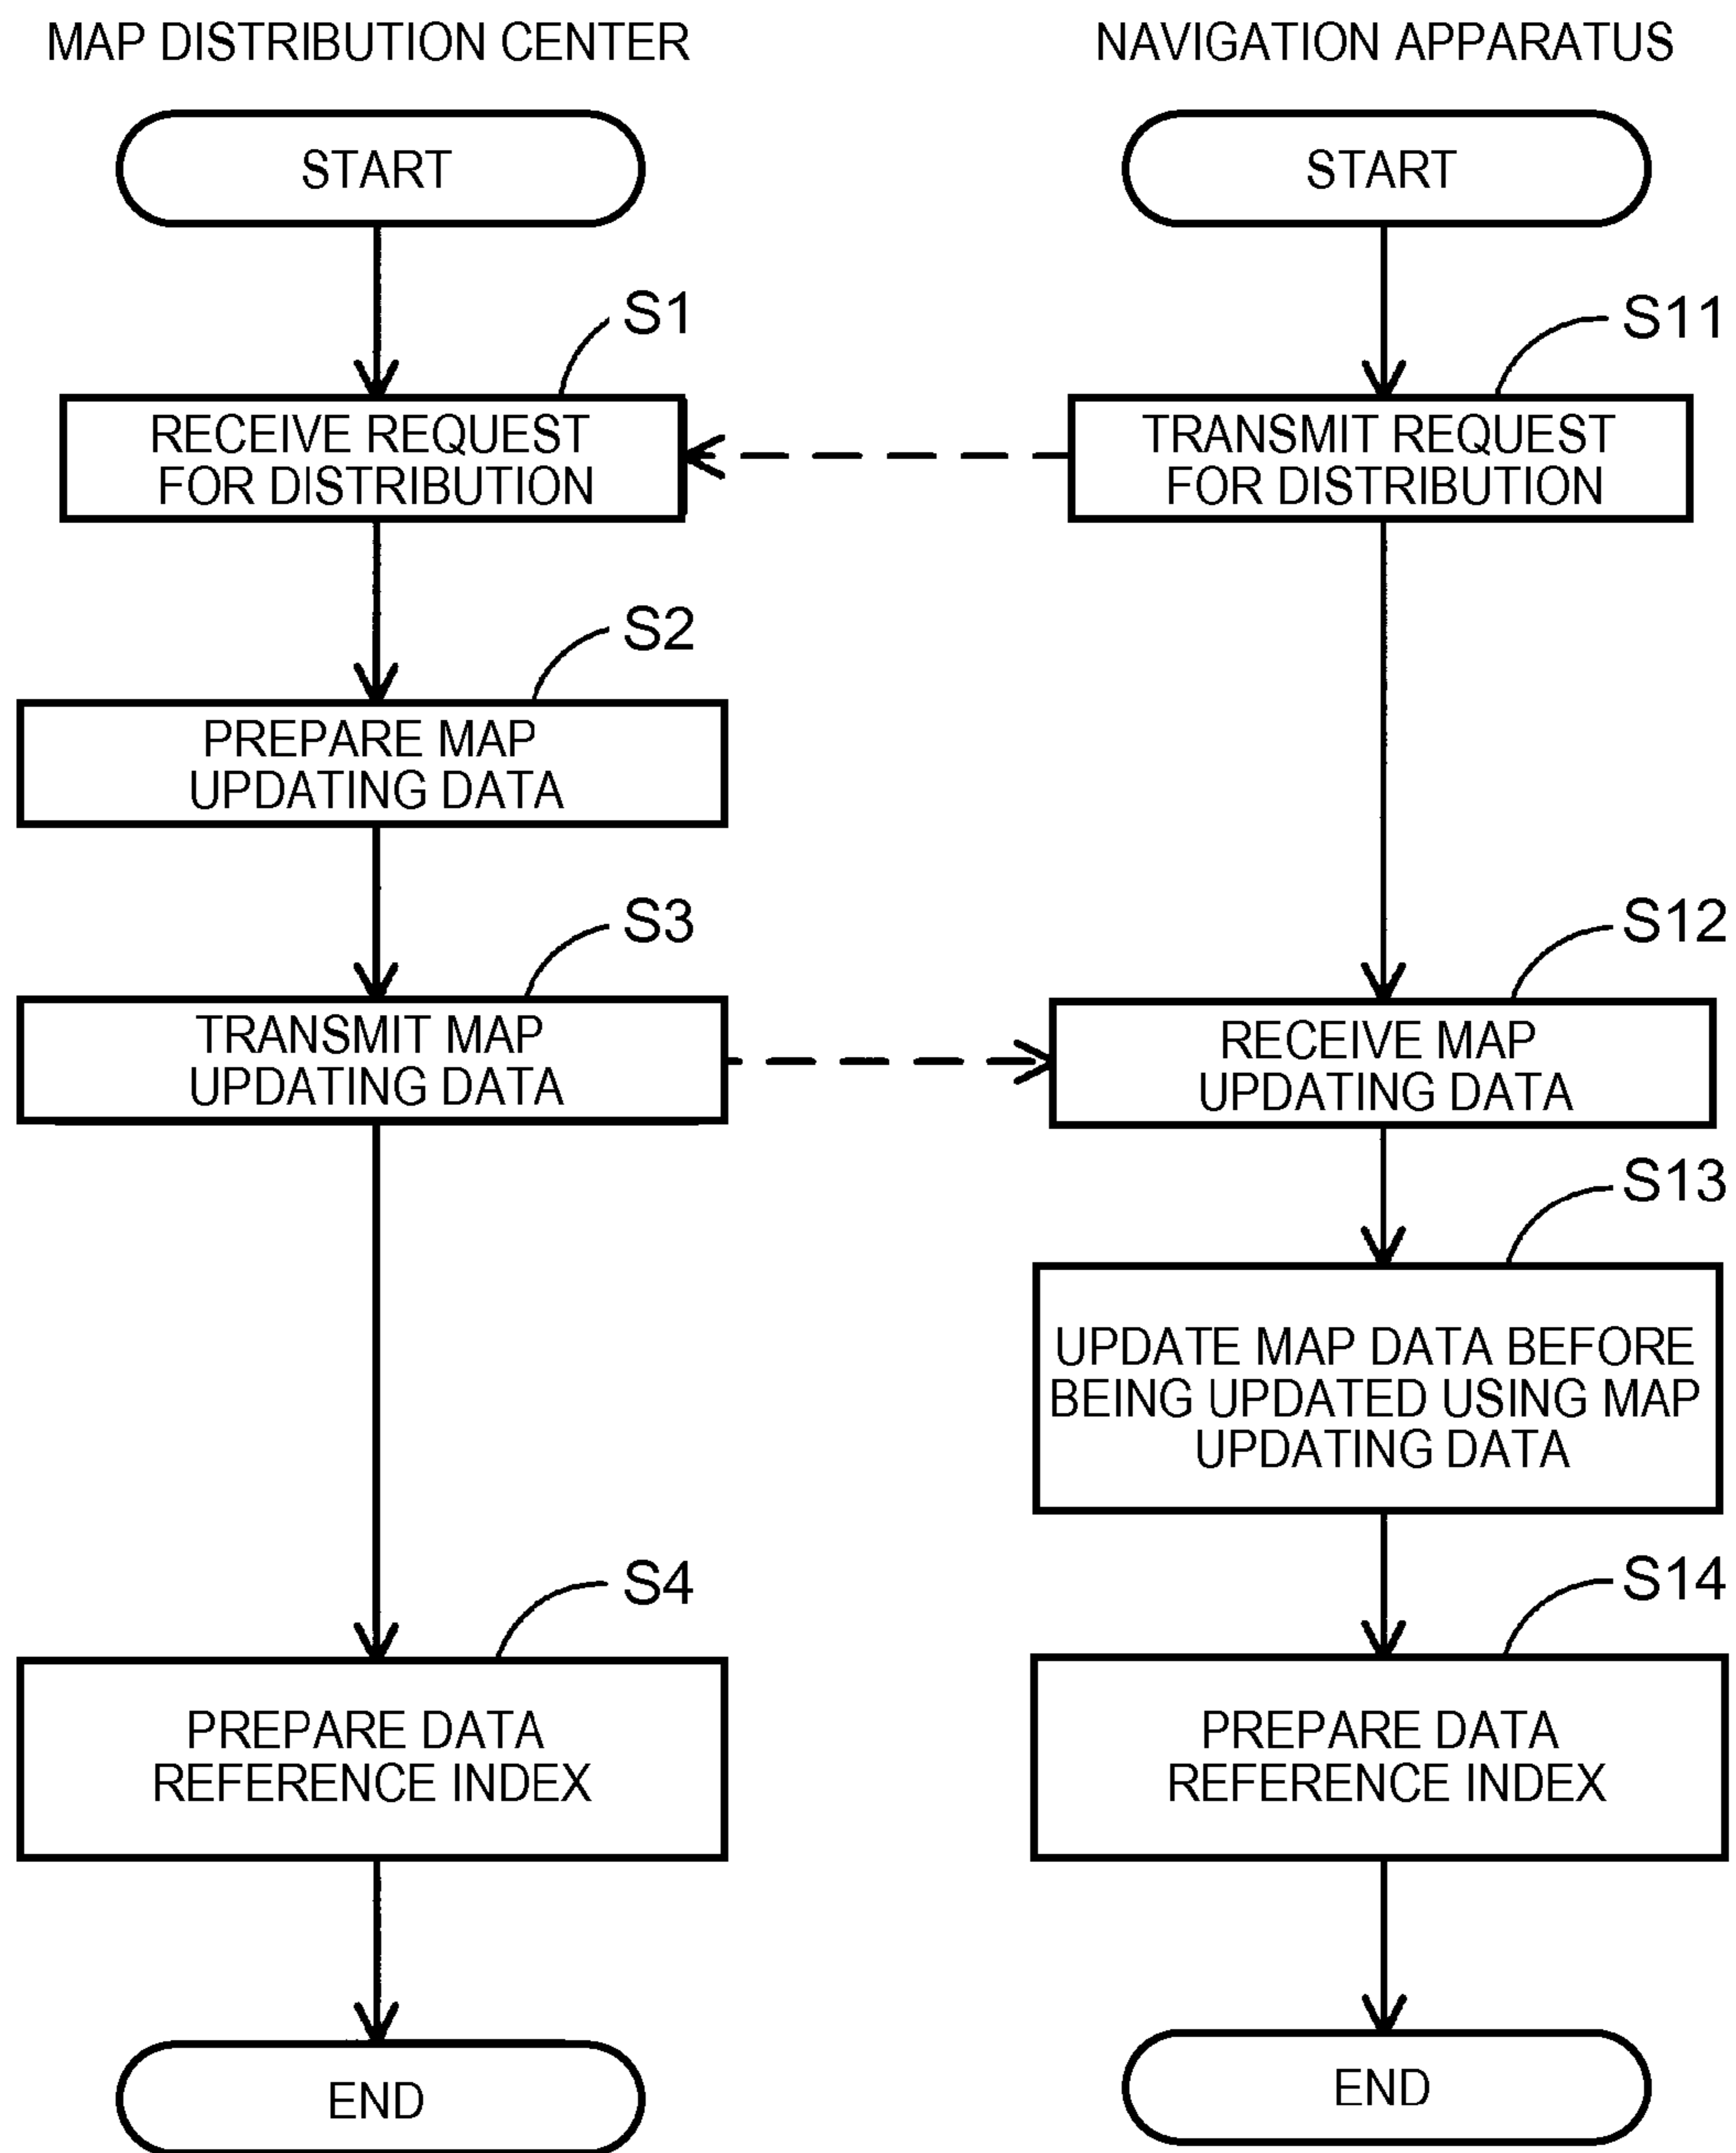 MAP DISTRIBUTION CENTER
NAVIGATION APPARATUS
START
START
S1
S11
RECEIVE REQUEST
FOR DISTRIBUTION
TRANSMIT REQUEST
FOR DISTRIBUTION
S2
PREPARE MAP
UPDATING DATA
S3
S12
TRANSMIT MAP
UPDATING DATA
RECEIVE MAP
UPDATING DATA
S13
UPDATE MAP DATA BEFORE
BEING UPDATED USING MAP
UPDATING DATA
S4
S14
PREPARE DATA
REFERENCE INDEX
PREPARE DATA
REFERENCE INDEX
END
END